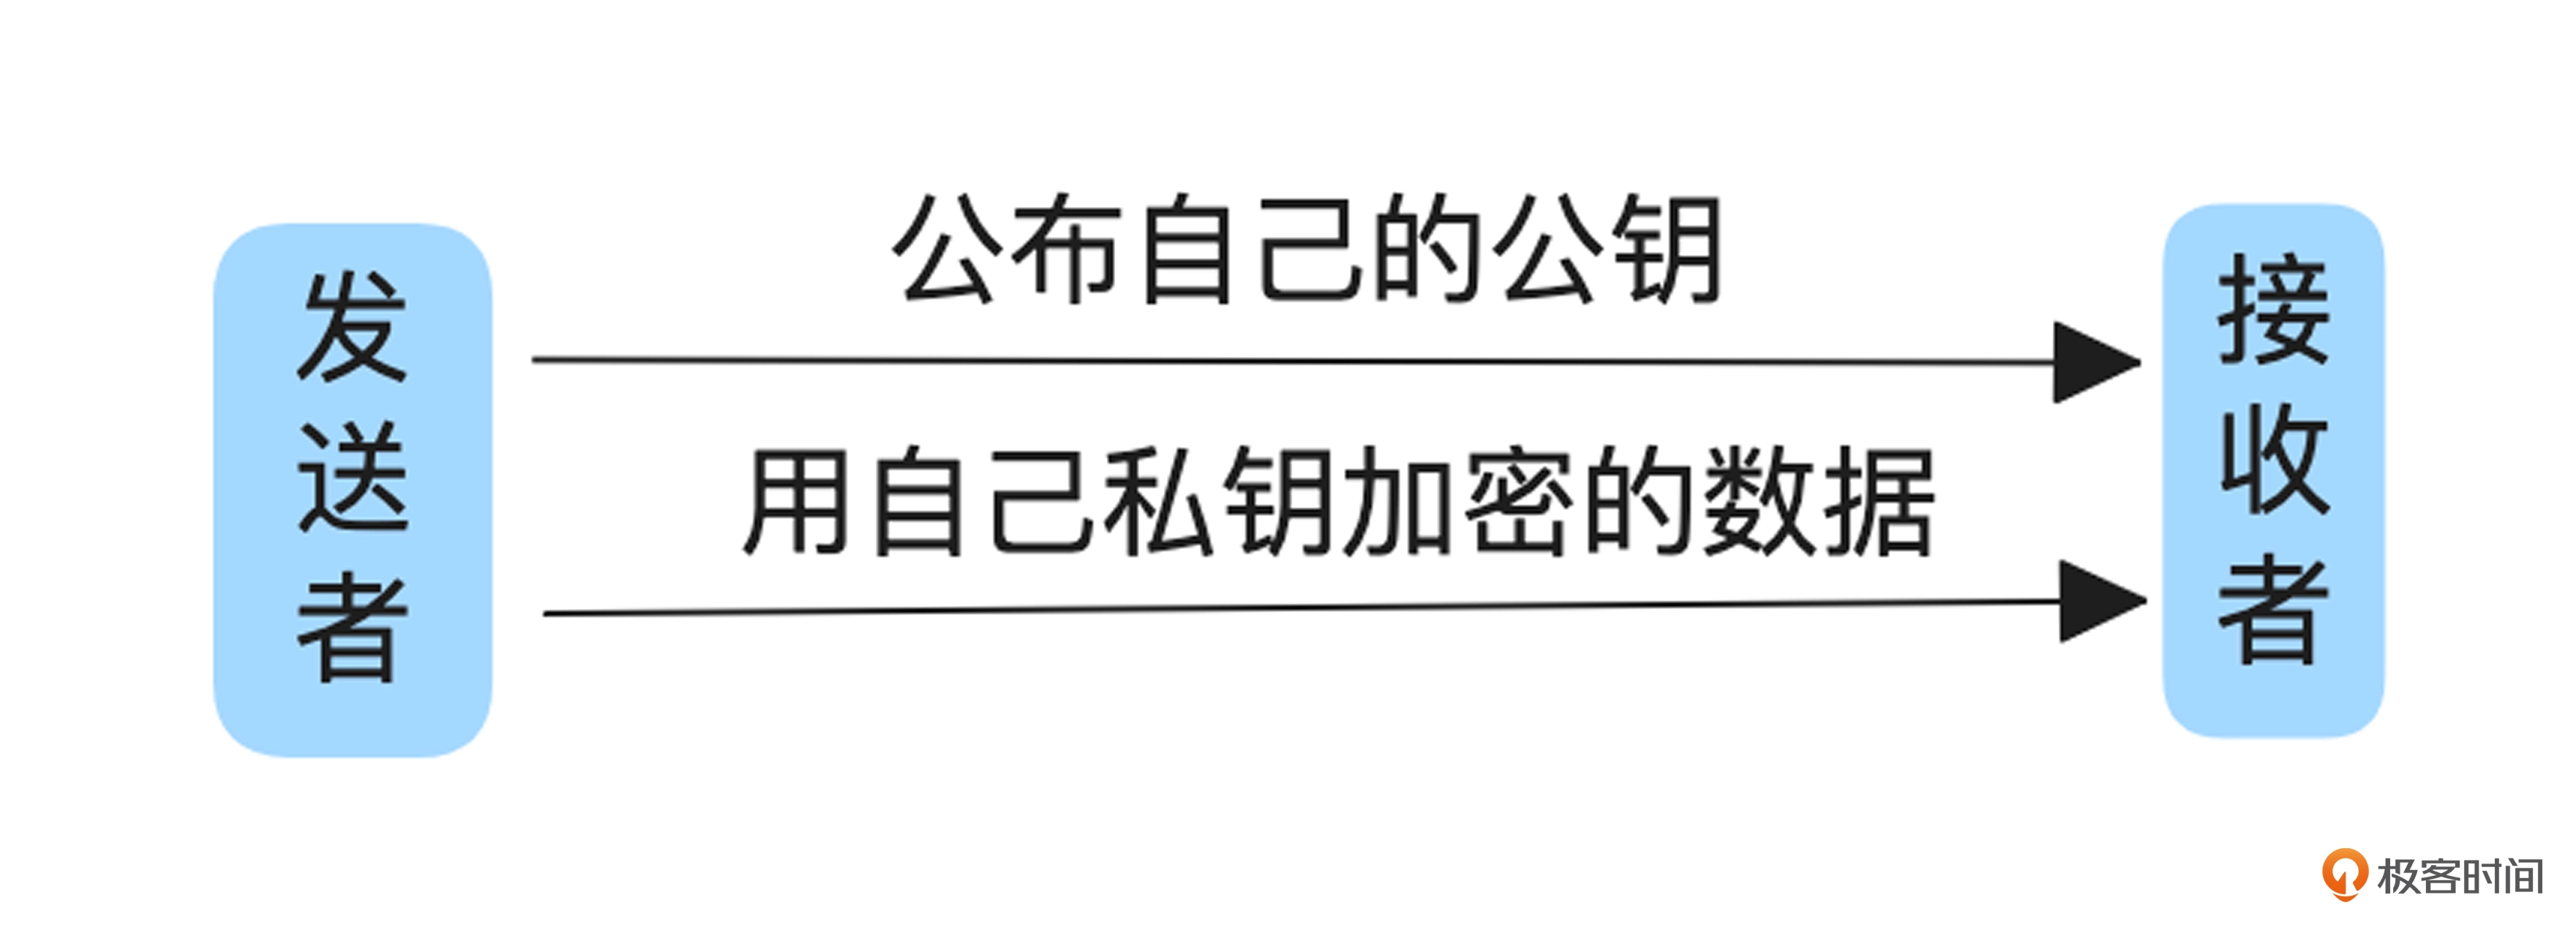 发送者
公布自己的公钥
用自己私钥加密的数据
接收者
极客时间